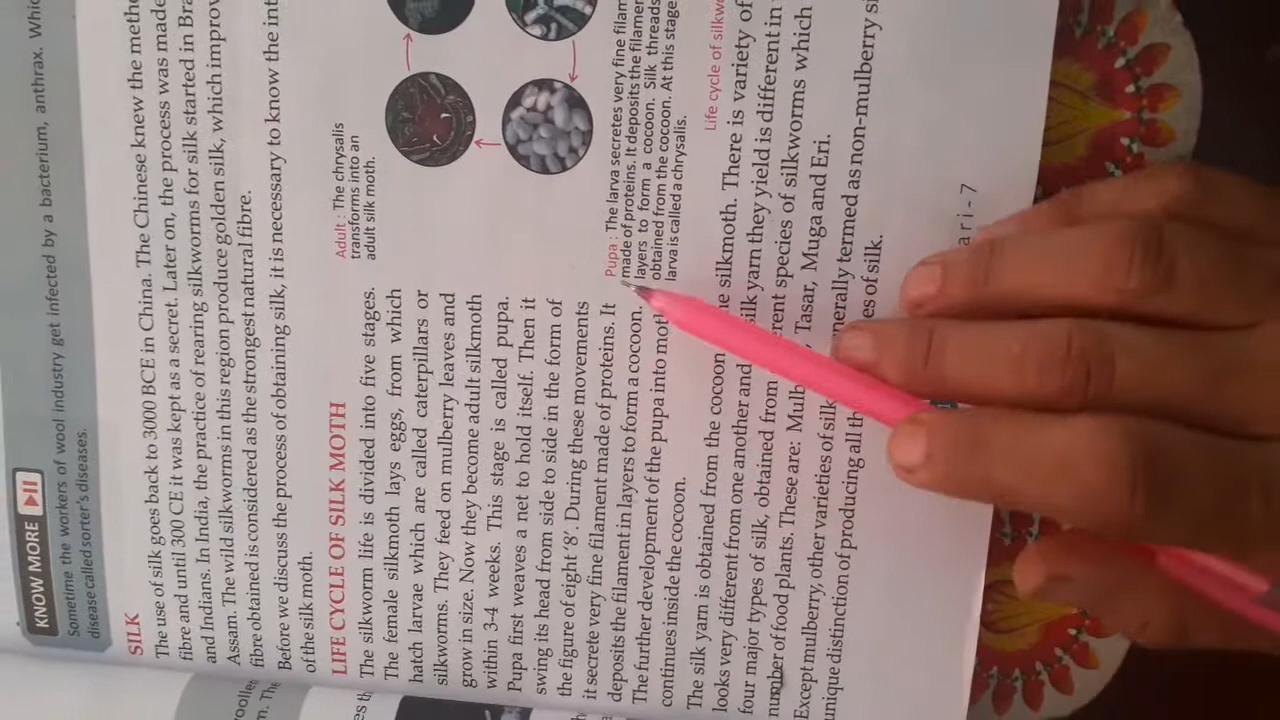 KNOW MORE
Sometime the workers of wool industry get infected by a bacterium, anthrax.
disease called sorter's diseases.
SILK
The use of silk goes back to 3000 BCE in China. The Chinese knew the
fibre and until 300 CE it was kept as a secret. Later on, the process was made
and Indians. In India, the practice of rearing silkworms for silk started in
Assam. The wild silkworms in this region produce golden silk, which
fibre obtained is considered as the strongest natural fibre.
Before we discuss the process of obtaining silk, it is necessary to know the
of the silk moth.
LIFE CYCLE OF SILK MOTH
The silkworm life is divided into five stages.
The female silkmoth lays eggs, from which
hatch larvae which are called caterpillars or
silkworms. They feed on mulberry leaves and
grow in size. Now they become adult silkmoth
within 3-4 weeks. This stage is called pupa.
Pupa first weaves a net to hold itself. Then it
swing its head from side to side in the form of
the figure of eight '8'. During these movements
it secrete very fine filament made of proteins. It
deposits the filament in layers to form a cocoon.
The further development of the pupa into
continues inside the cocoon.
Adult : The chrysalis
transforms into an
adult silk moth.
Pupa : The larva secretes very fine
made of proteins. It deposits the
layers to form a cocoon. Silk threads
obtained from the cocoon. At this stage
larva is called a chrysalis.
Life cycle of
The silk yarn is obtained from the cocoon silkmoth. There is variety of
looks very different from one another and silk yarn they yield is different in
four major types of silk, obtained from species of silkworms which
number of food plants. These are: Tasar, Muga and Eri.
Except mulberry, other varieties of silk termed as non-mulberry
unique distinction of producing all of silk.